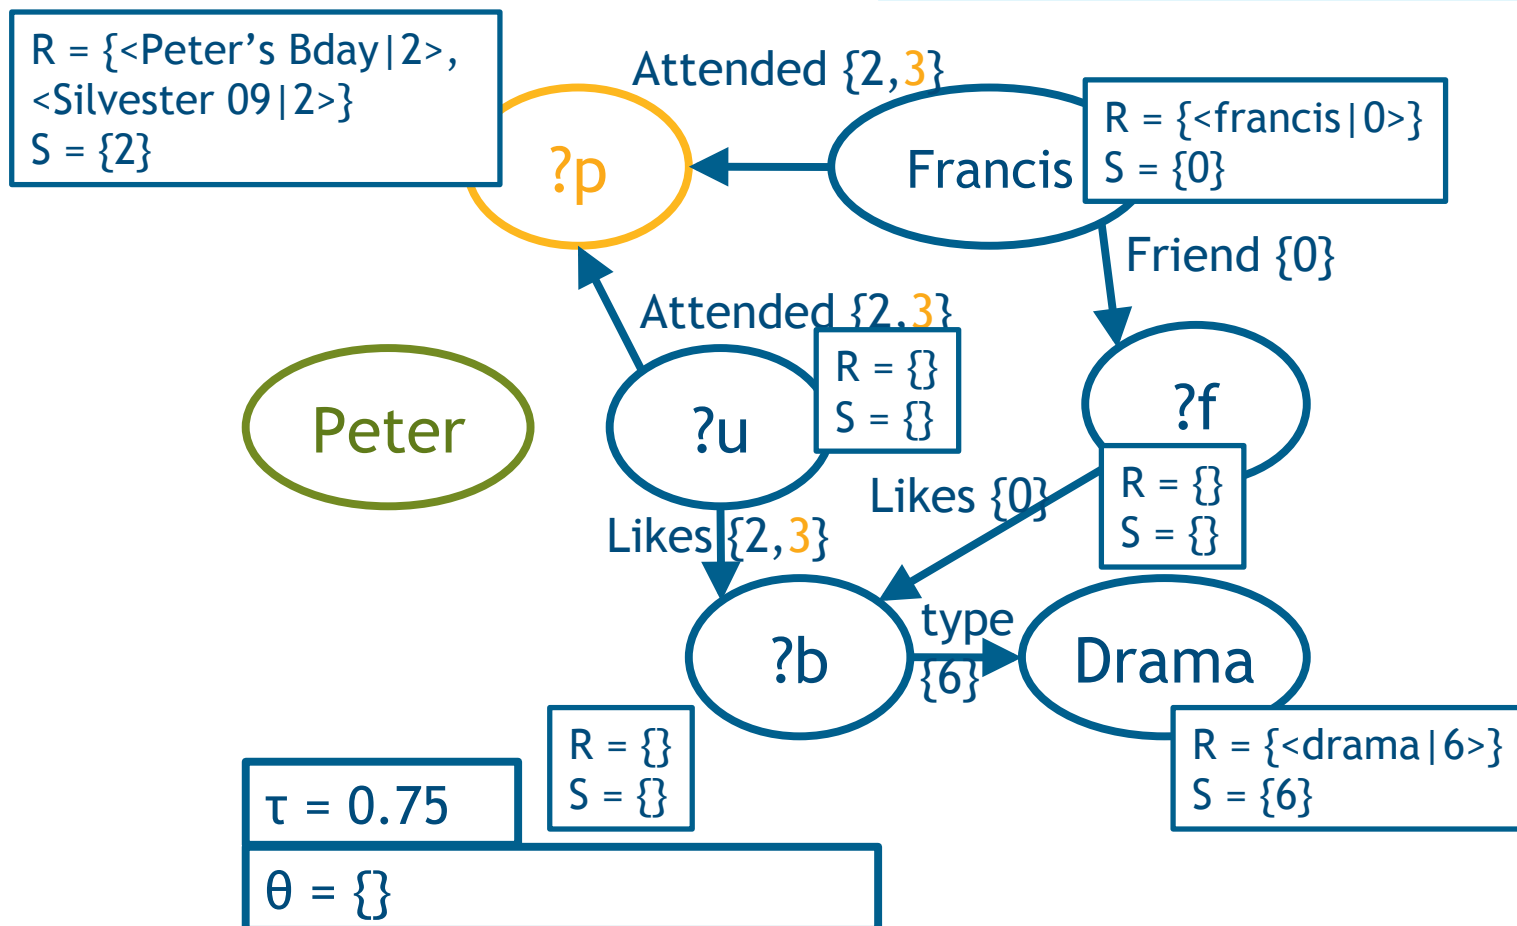 R = {<Peter’s Bday|2>,
<Silvester 09|2>}
S = {2}
Attended {2,3}
?p
Francis
R = {<francis|0>}
S = {0}
Friend {0}
Attended {2,3}
R = {}
S = {}
Peter
?u
?f
R = {}
S = {}
Likes {0}
Likes {2,3}
type
{6}
?b
Drama
R = {}
S = {}
R = {<drama|6>}
S = {6}
τ = 0.75
θ = {}